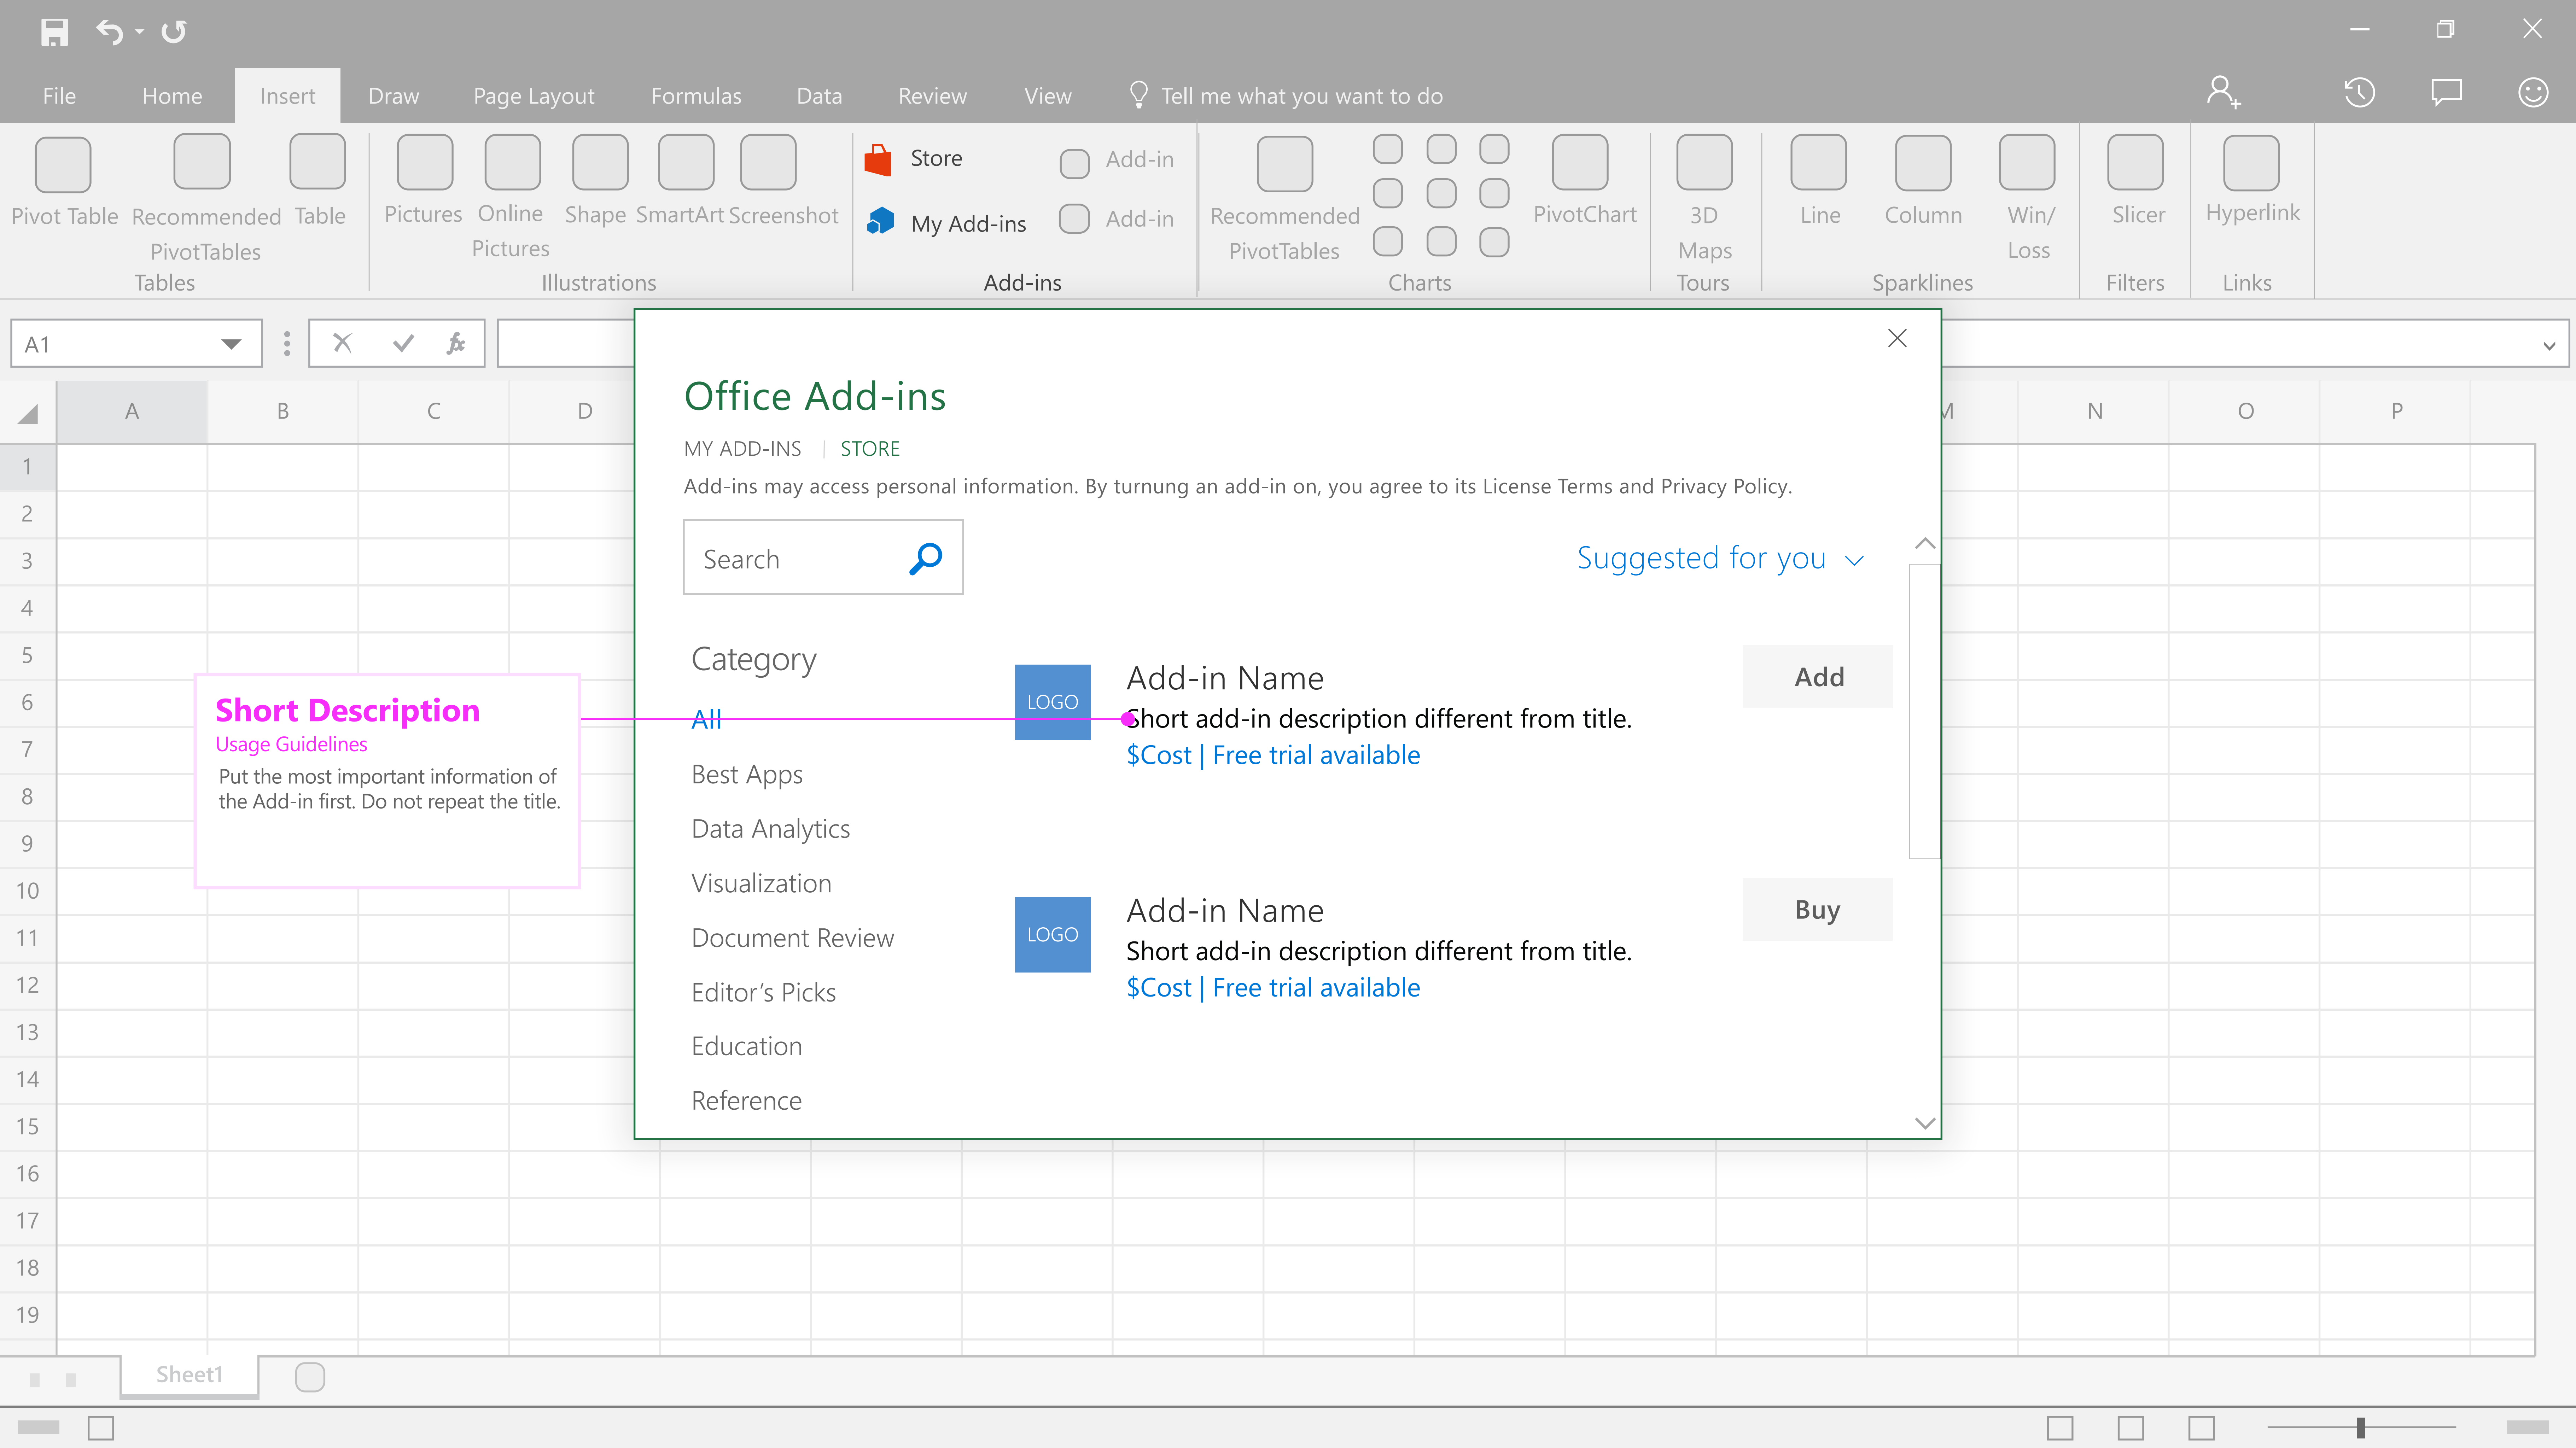 File Home Insert Draw Page Layout Formulas Data Review View Tell me what you want to do
Pivot Table
Recommended
PivotTables
Table
Tables
Pictures
Online
Pictures
Shape
SmartArt
Screenshot
Illustrations
Store
My Add-ins
Add-in
Add-in
Add-ins
Recommended
PivotTables
PivotChart
Charts
3D
Maps
Tours
Line
Column
Win/
Loss
Sparklines
Slicer
Filters
Hyperlink
Links
A1
fx
A B C D M N O P
1
2
3
4
5
6
7
8
9
10
11
12
13
14
15
16
17
18
19
Short Description
Usage Guidelines
Put the most important information of
the Add-in first. Do not repeat the title.
Office Add-ins
MY ADD-INS | STORE
Add-ins may access personal information. By turnung an add-in on, you agree to its License Terms and Privacy Policy.
Search
Suggested for you
Category
All
Best Apps
Data Analytics
Visualization
Document Review
Editor’s Picks
Education
Reference
LOGO
Add-in Name
Short add-in description different from title.
$Cost | Free trial available
Add
LOGO
Add-in Name
Short add-in description different from title.
$Cost | Free trial available
Buy
Sheet1